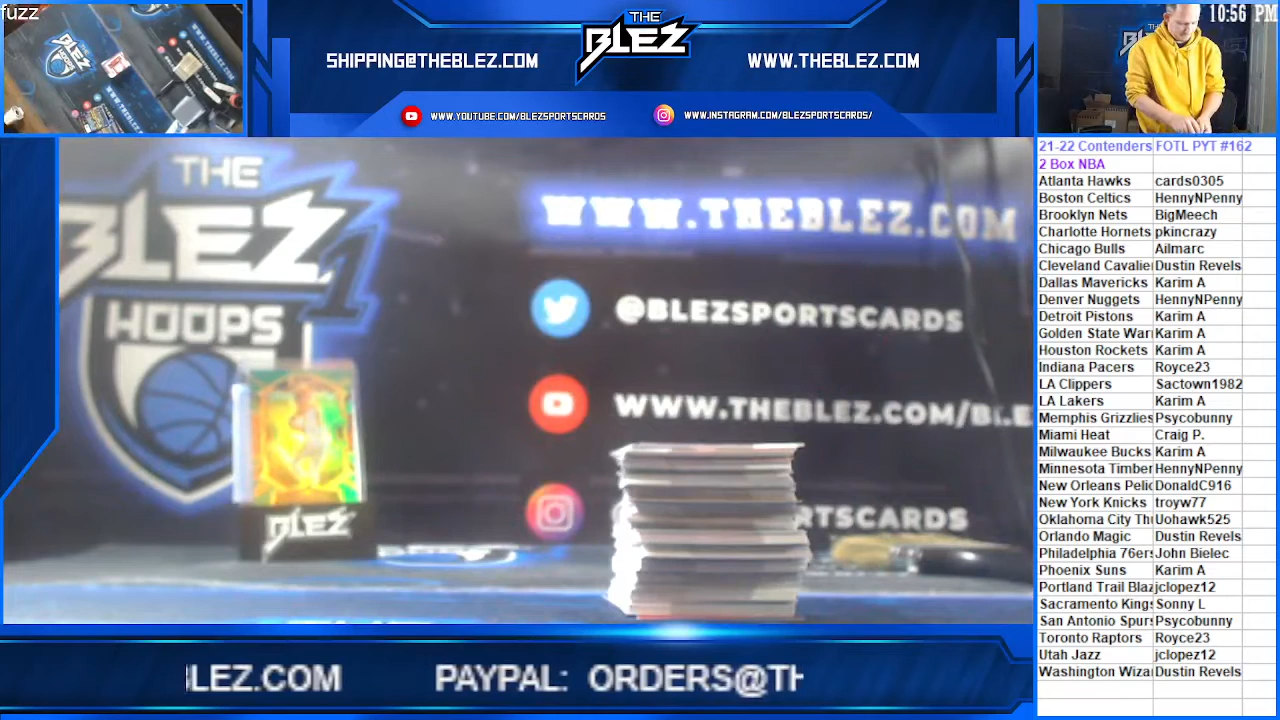 fuzz
THE
BLEZ
SHIPPING@THEBLEZ.COM
WWW.THEBLEZ.COM
WWW.YOUTUBE.COM/BLEZSPORTSCARDS
WWW.INSTAGRAM.COM/BLEZSPORTSCARDS/
10:56 PM
THE
BLEZ 1
HOOPS
WWW.THEBLEZ.COM
@BLEZSPORTSCARDS
WWW.THEBLEZ.COM/BLE
RTSCARDS
BLEZ
LEZ.COM PAYPAL: ORDERS@TH
21-22 Contenders FOTL PYT #162
2 Box NBA
Atlanta Hawks cards0305
Boston Celtics HennyNPenny
Brooklyn Nets BigMeech
Charlotte Hornets pkincrazy
Chicago Bulls Ailmarc
Cleveland Cavalie Dustin Revels
Dallas Mavericks Karim A
Denver Nuggets HennyNPenny
Detroit Pistons Karim A
Golden State War Karim A
Houston Rockets Karim A
Indiana Pacers Royce23
LA Clippers Sactown1982
LA Lakers Karim A
Memphis Grizzlies Psycobunny
Miami Heat Craig P.
Milwaukee Bucks Karim A
Minnesota Timber HennyNPenny
New Orleans Pelic DonaldC916
New York Knicks troyw77
Oklahoma City Thu Uohawk525
Orlando Magic Dustin Revels
Philadelphia 76ers John Bielec
Phoenix Suns Karim A
Portland Trail Blaz jclopez12
Sacramento Kings Sonny L
San Antonio Spurs Psycobunny
Toronto Raptors Royce23
Utah Jazz jclopez12
Washington Wiza Dustin Revels